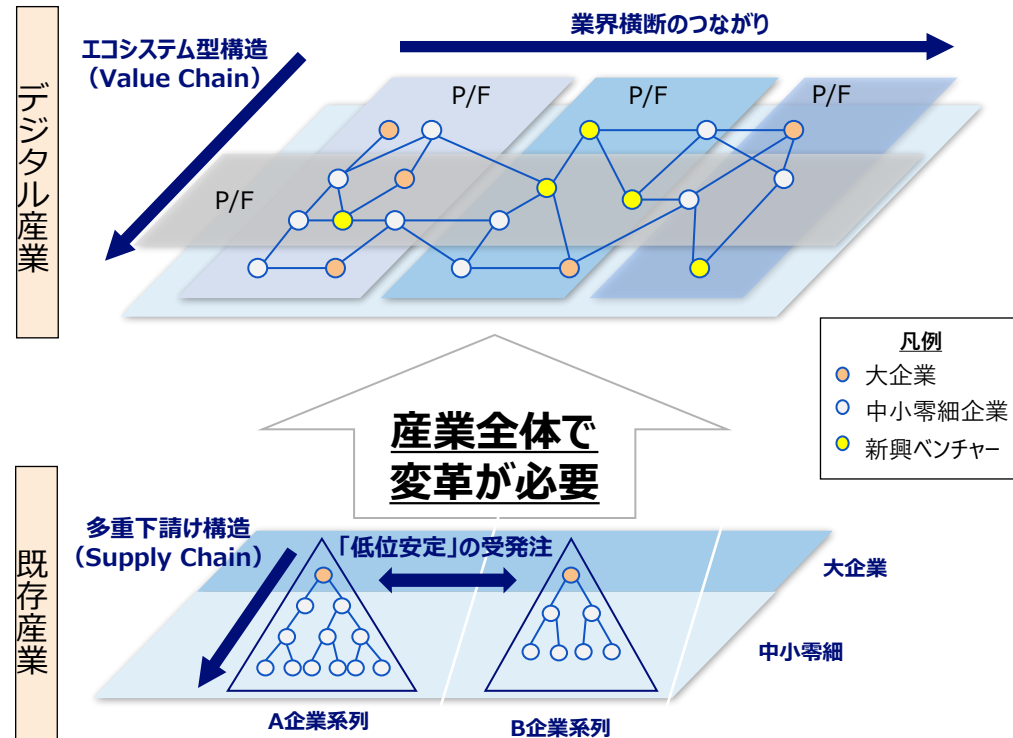 デジタル産業
エコシステム型構造
（Value Chain）
業界横断のつながり
P/F
P/F
P/F
P/F
凡例
大企業
中小零細企業
新興ベンチャー
産業全体で
変革が必要
既存産業
多重下請け構造
（Supply Chain）
「低位安定」の受発注
大企業
中小零細
A企業系列
B企業系列